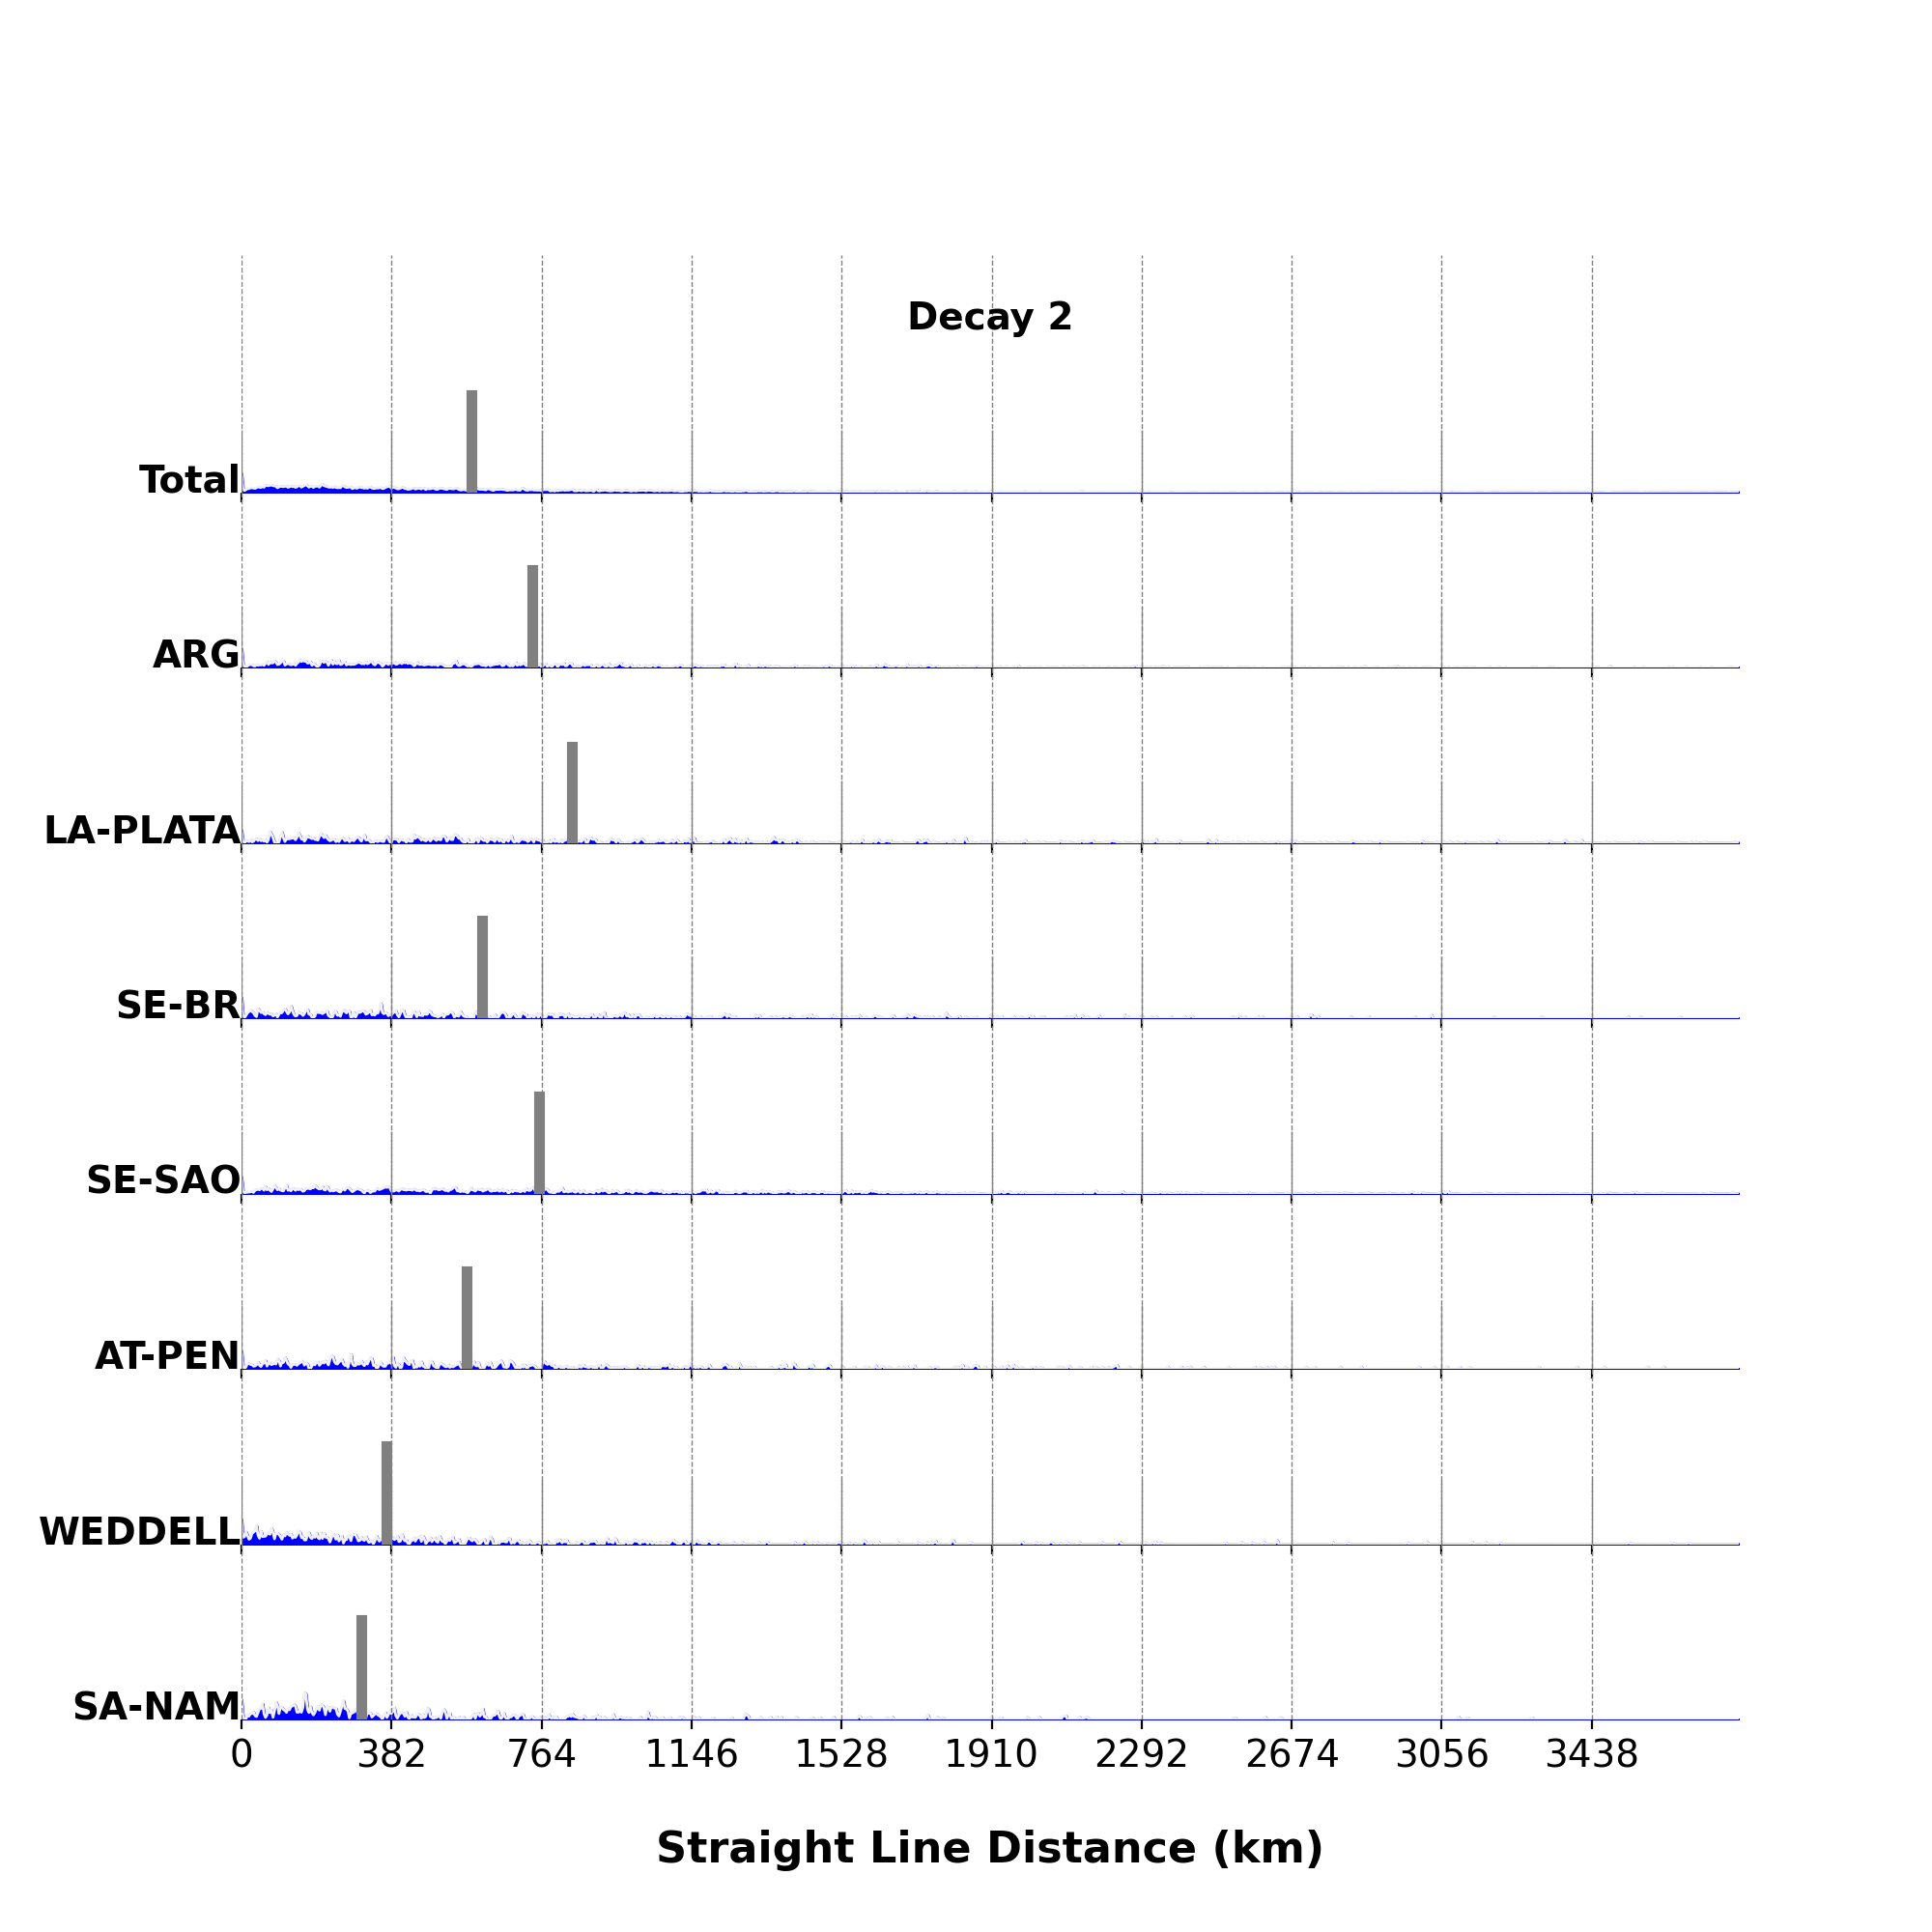 Decay 2
Total
ARG
LA-PLATA
SE-BR
SE-SAO
AT-PEN
WEDDELL
SA-NAM
0 382 764 1146 1528 1910 2292 2674 3056 3438
Straight Line Distance (km)